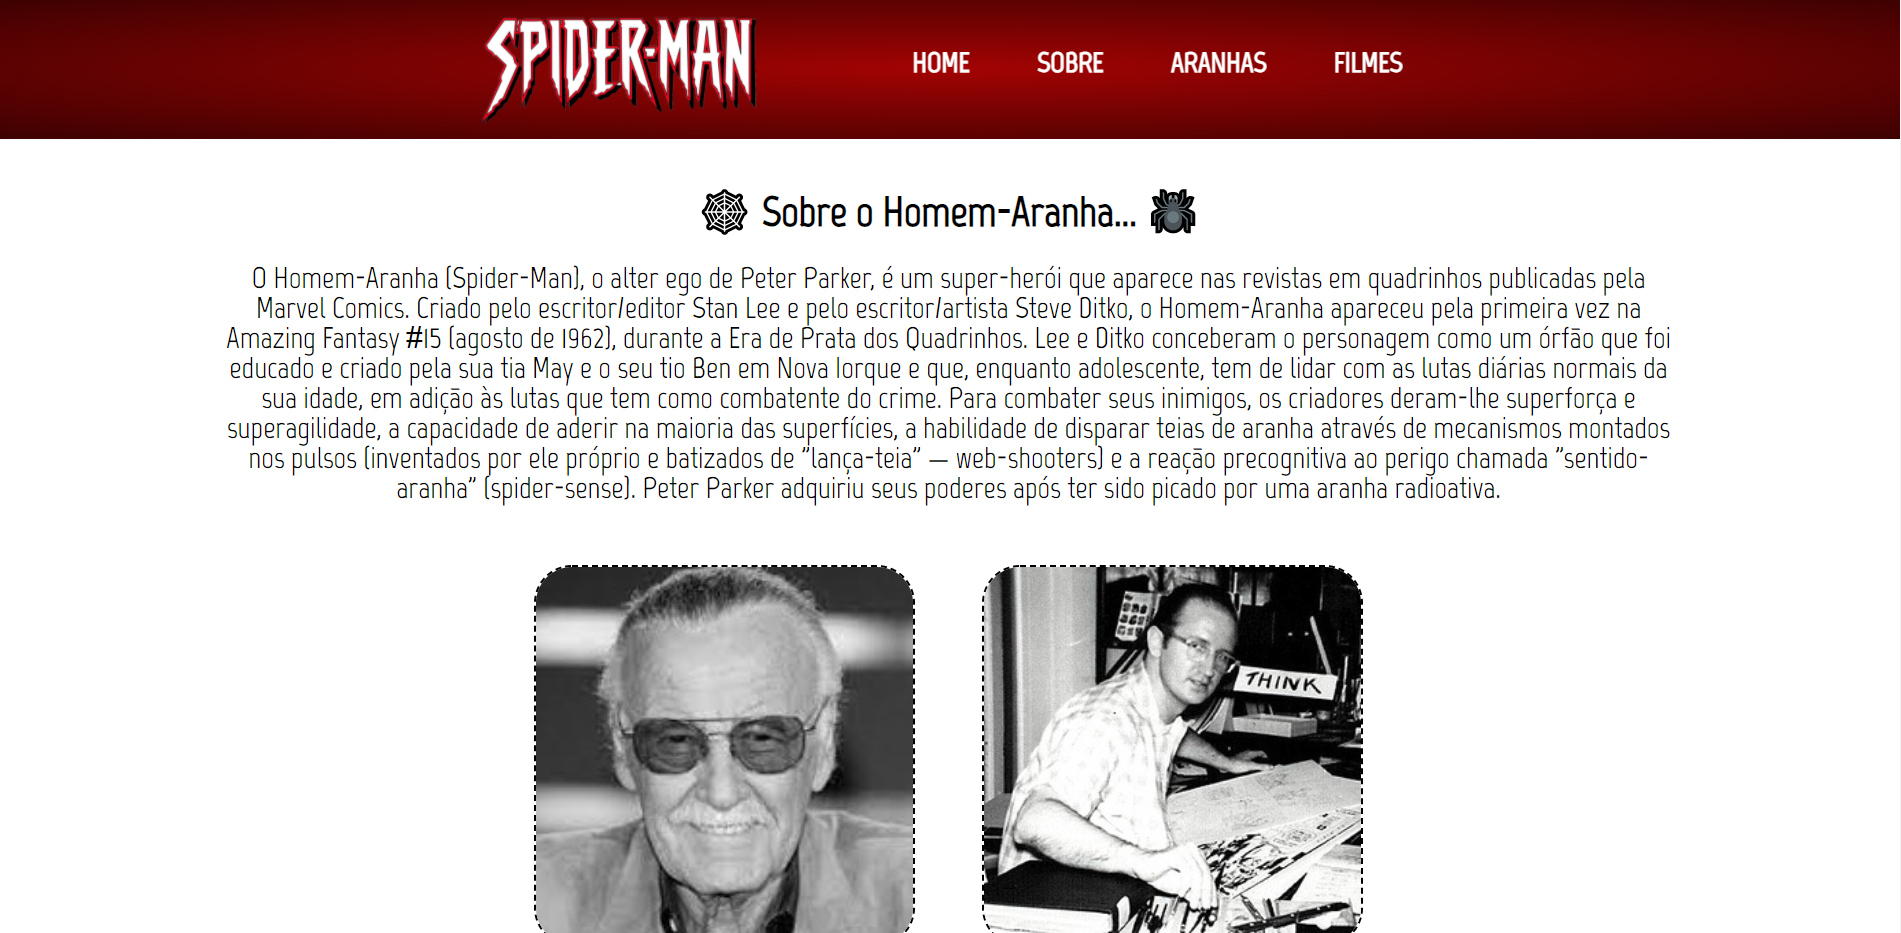 SPIDER-MAN
HOME SOBRE ARANHAS FILMES
Sobre o Homem-Aranha...
O Homem-Aranha (Spider-Man), o alter ego de Peter Parker, é um super-herói que aparece nas revistas em quadrinhos publicadas pela
Marvel Comics. Criado pelo escritor/editor Stan Lee e pelo escritor/artista Steve Ditko, o Homem-Aranha apareceu pela primeira vez na
Amazing Fantasy #15 (agosto de 1962), durante a Era de Prata dos Quadrinhos. Lee e Ditko conceberam o personagem como um órfão que foi
educado e criado pela sua tia May e o seu tio Ben em Nova Iorque e que, enquanto adolescente, tem de lidar com as lutas diárias normais da
sua idade, em adição às lutas que tem como combatente do crime. Para combater seus inimigos, os criadores deram-lhe superforça e
superagilidade, a capacidade de aderir na maioria das superfícies, a habilidade de disparar teias de aranha através de mecanismos montados
nos pulsos (inventados por ele próprio e batizados de "lança-teia" — web-shooters) e a reação precognitiva ao perigo chamada "sentido-
aranha" (spider-sense). Peter Parker adquiriu seus poderes após ter sido picado por uma aranha radioativa.
THINK